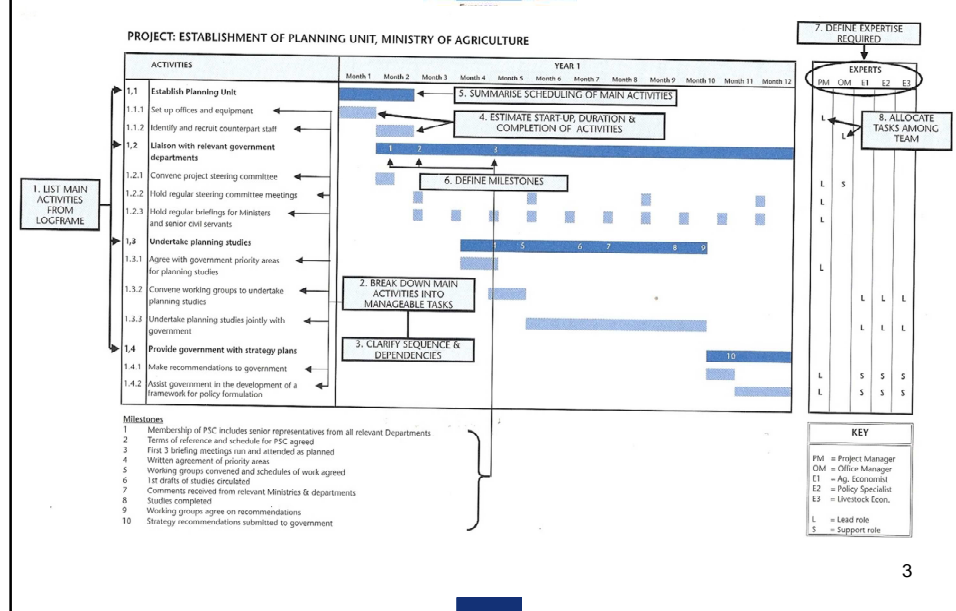 PROJECT: ESTABLISHMENT OF PLANNING UNIT, MINISTRY OF AGRICULTURE
7. DEFINE EXPERTISE
REQUIRED
ACTIVITIES
YEAR 1
Month 1 Month 2 Month 3 Month 4 Month 5 Month 6 Month 7 Month 8 Month 9 Month 10 Month 11 Month 12
EXPERTS
PM OM E1 E2 E3
1,1 Establish Planning Unit
5. SUMMARISE SCHEDULING OF MAIN ACTIVITIES
1.1.1 Set up offices and equipment
L
4. ESTIMATE START-UP, DURATION &
COMPLETION OF ACTIVITIES
8. ALLOCATE
TASKS AMONG
TEAM
1.1.2 Identify and recruit counterpart staff
L
1,2 Liaison with relevant government
departments
1 2 3
1.2.1 Convene project steering committee
L S
6. DEFINE MILESTONES
1. LIST MAIN
ACTIVITIES
FROM
LOGFRAME
1.2.2 Hold regular steering committee meetings
L
1.2.3 Hold regular briefings for Ministers
and senior civil servants
L
1,3 Undertake planning studies
5 6 7 8 9
1.3.1 Agree with government priority areas
for planning studies
L
2. BREAK DOWN MAIN
ACTIVITIES INTO
MANAGEABLE TASKS
1.3.2 Convene working groups to undertake
planning studies
L L L
1.3.3 Undertake planning studies jointly with
government
L L L
3. CLARIFY SEQUENCE &
DEPENDENCIES
1,4 Provide government with strategy plans
10
1.4.1 Make recommendations to government
L S S S
1.4.2 Assist government in the development of a
framework for policy formulation
L S S S
Milestones
1 Membership of PSC includes senior representatives from all relevant Departments
2 Terms of reference and schedule for PSC agreed
3 First 3 briefing meetings run and attended as planned
4 Written agreement of priority areas
5 Working groups convened and schedules of work agreed
6 1st drafts of studies circulated
7 Comments received from relevant Ministries & departments
8 Studies completed
9 Working groups agree on recommendations
10 Strategy recommendations submitted to government
KEY
PM = Project Manager
OM = Office Manager
E1 = Ag. Economist
E2 = Policy Specialist
E3 = Livestock Econ.
L = Lead role
S = Support role
3